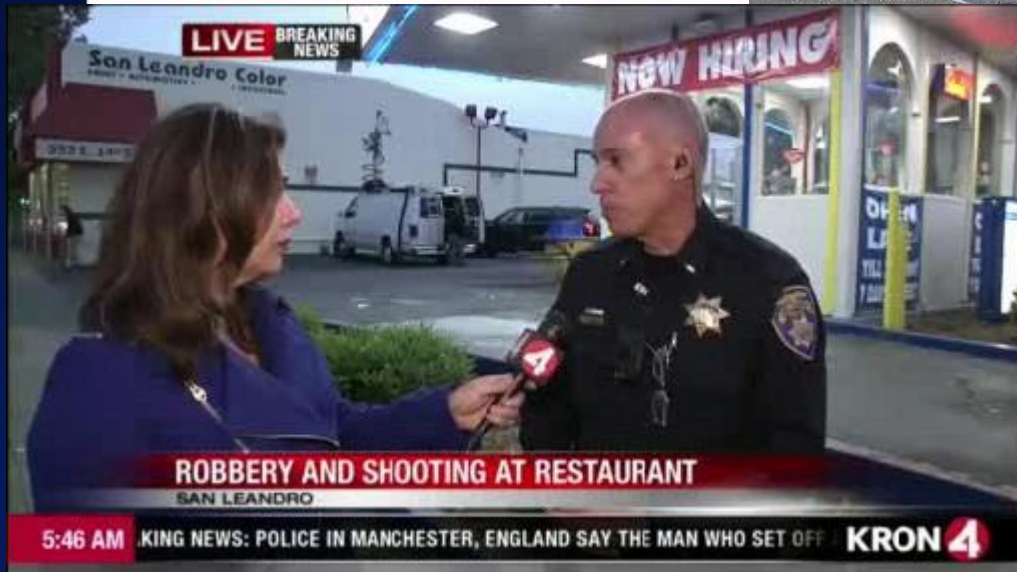 LIVE BREAKING
NEWS
San Leandro Color
NOW HIRING
4
ROBBERY AND SHOOTING AT RESTAURANT
SAN LEANDRO
5:46 AM .KING NEWS: POLICE IN MANCHESTER, ENGLAND SAY THE MAN WHO SET OFF
KRON 4